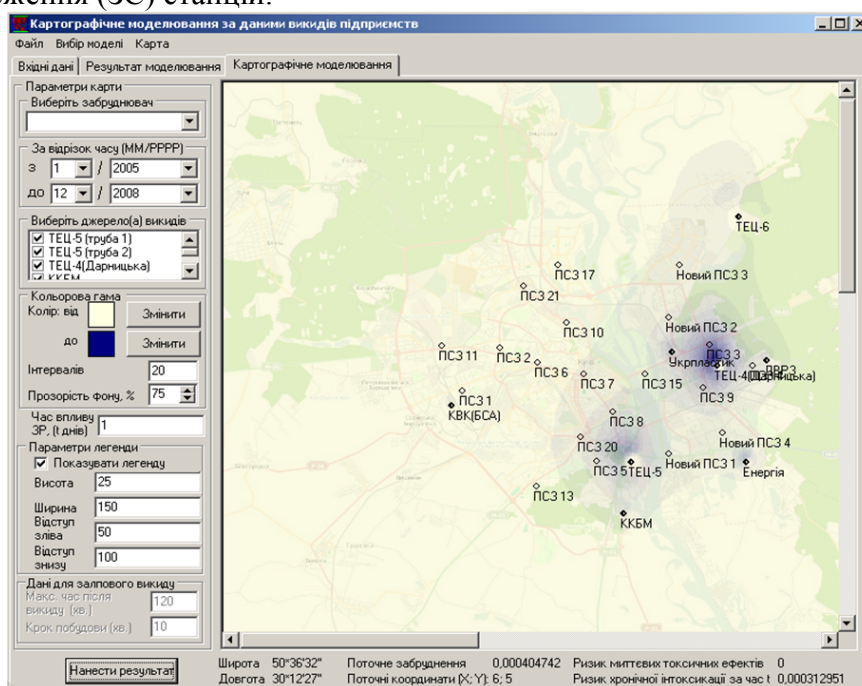 ження (ЗС) станцій.
Картографічне моделювання за даними викидів підприємств
Файл Вибір моделі Карта
Вхідні дані Результат моделювання Картографічне моделювання
Параметри карти
Виберіть забруднювач
За відрізок часу (ММ/РРРР)
з 1 / 2005
до 12 / 2008
Виберіть джерело(а) викидів
ТЕЦ-5 (труба 1)
ТЕЦ-5 (труба 2)
ТЕЦ-4(Дарницька)
ККБМ
Кольорова гама
Колір: від Змінити
до Змінити
Інтервалів 20
Прозорість фону, % 75
Час впливу
ЗР, (t днів) 1
Параметри легенди
Показувати легенду
Висота 25
Ширина 150
Відступ
зліва 50
Відступ
знизу 100
Дані для залпового викиду
Макс. час після
викиду (хв.) 120
Крок побудови (хв.) 10
Нанести результат
ТЕЦ-6
ПСЗ 17
Новий ПСЗ 3
ПСЗ 21
ПСЗ 10
Новий ПСЗ 2
ПСЗ 11
ПСЗ 2
ПСЗ 3
Укрпластик
ПСЗ 6
ТЕЦ-4(Дарницька)
ПСЗ 7
ПСЗ 15
ПСЗ 1
ПСЗ 9
КВК(БСА)
ПСЗ 8
ПСЗ 20
Новий ПСЗ 4
ПСЗ 5
ТЕЦ-5
Новий ПСЗ 1
Енергія
ПСЗ 13
ККБМ
Широта 50°36'32" Поточне забруднення 0,000404742 Ризик миттєвих токсичних ефектів 0
Довгота 30°12'27" Поточні координати (X; Y): 6; 5 Ризик хронічної інтоксикації за час t 0,000312951